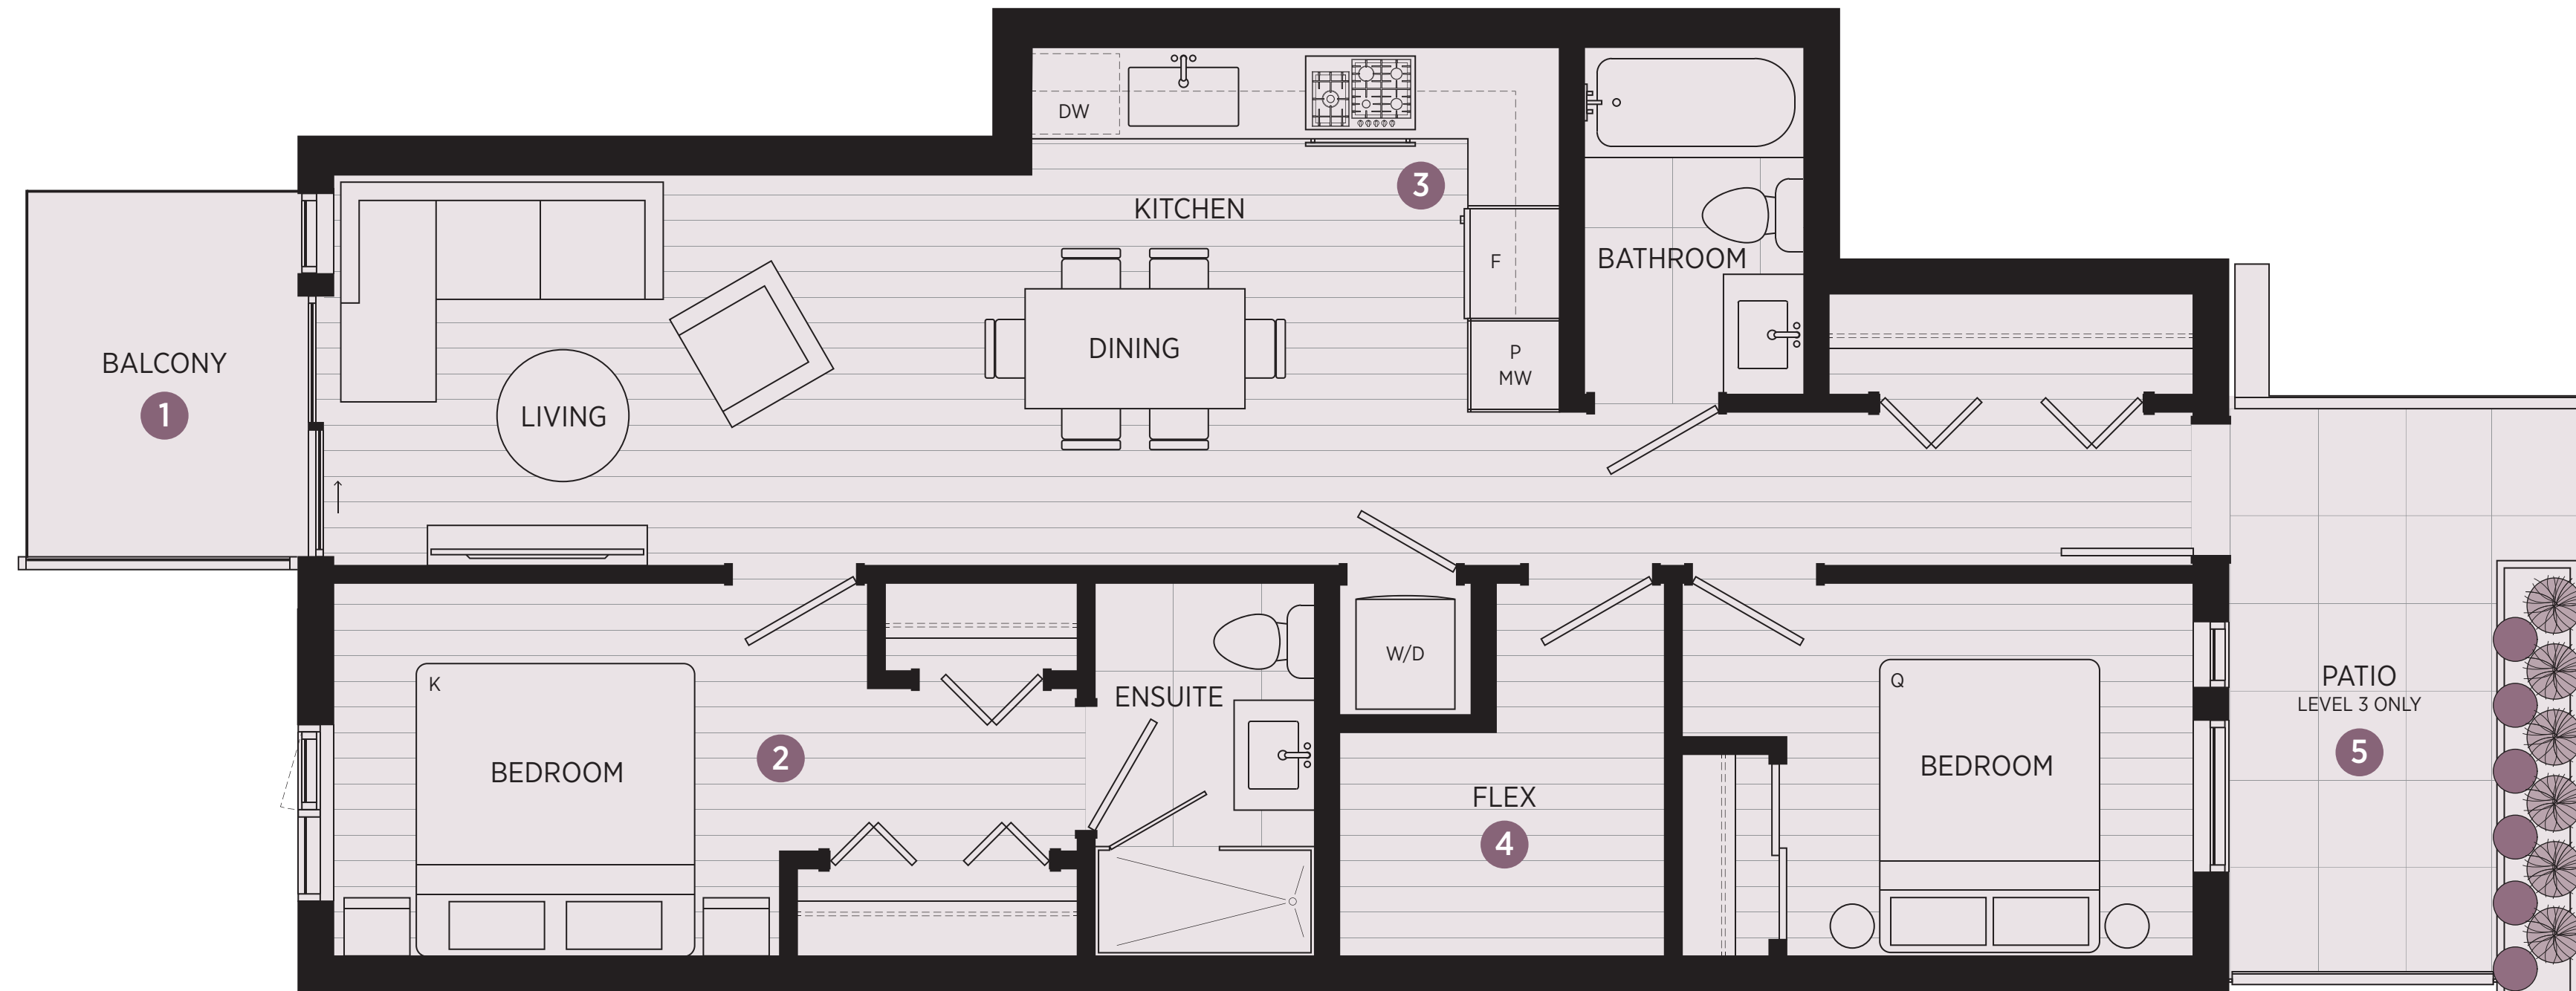 DW
3
KITCHEN
F
BATHROOM
BALCONY
1
LIVING
DINING
P
MW
K
BEDROOM
2
ENSUITE
W/D
FLEX
4
Q
BEDROOM
PATIO
LEVEL 3 ONLY
5